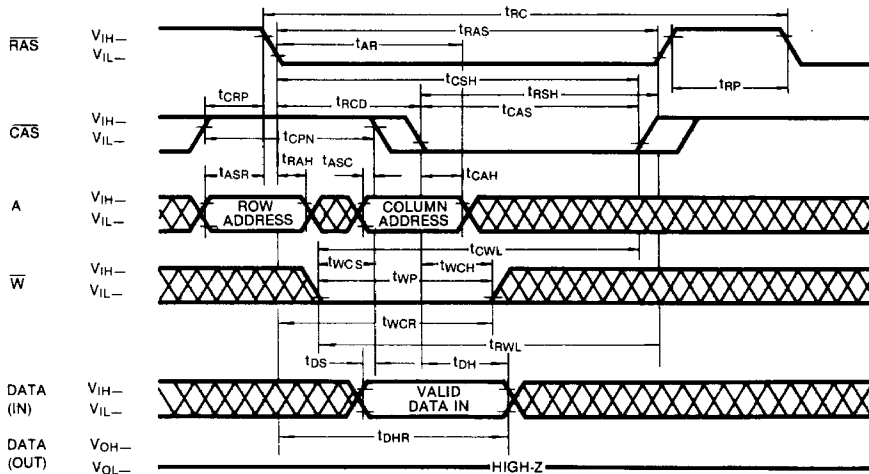 tRC
RAS VIH— tRAS
tAR
VIL—
tCSH
tRSH tRP
tCRP tRCD tCAS
CAS VIH—
VIL— tCPN
tASR tRAH tASC tCAH
A VIH— ROW ADDRESS COLUMN ADDRESS
VIL—
tCWL
tWCS tWCH
W VIH— tWP
VIL—
tWCR
tRWL
tDS tDH
DATA (IN) VIH— VALID DATA IN
VIL—
tDHR
DATA (OUT) VOH—
VOL— HIGH-Z